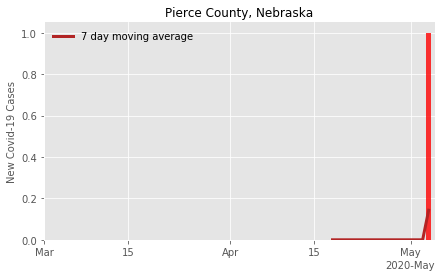 Pierce County, Nebraska
7 day moving average
New Covid-19 Cases
1.0
0.8
0.6
0.4
0.2
0.0
Mar 15 Apr 15 May
2020-May